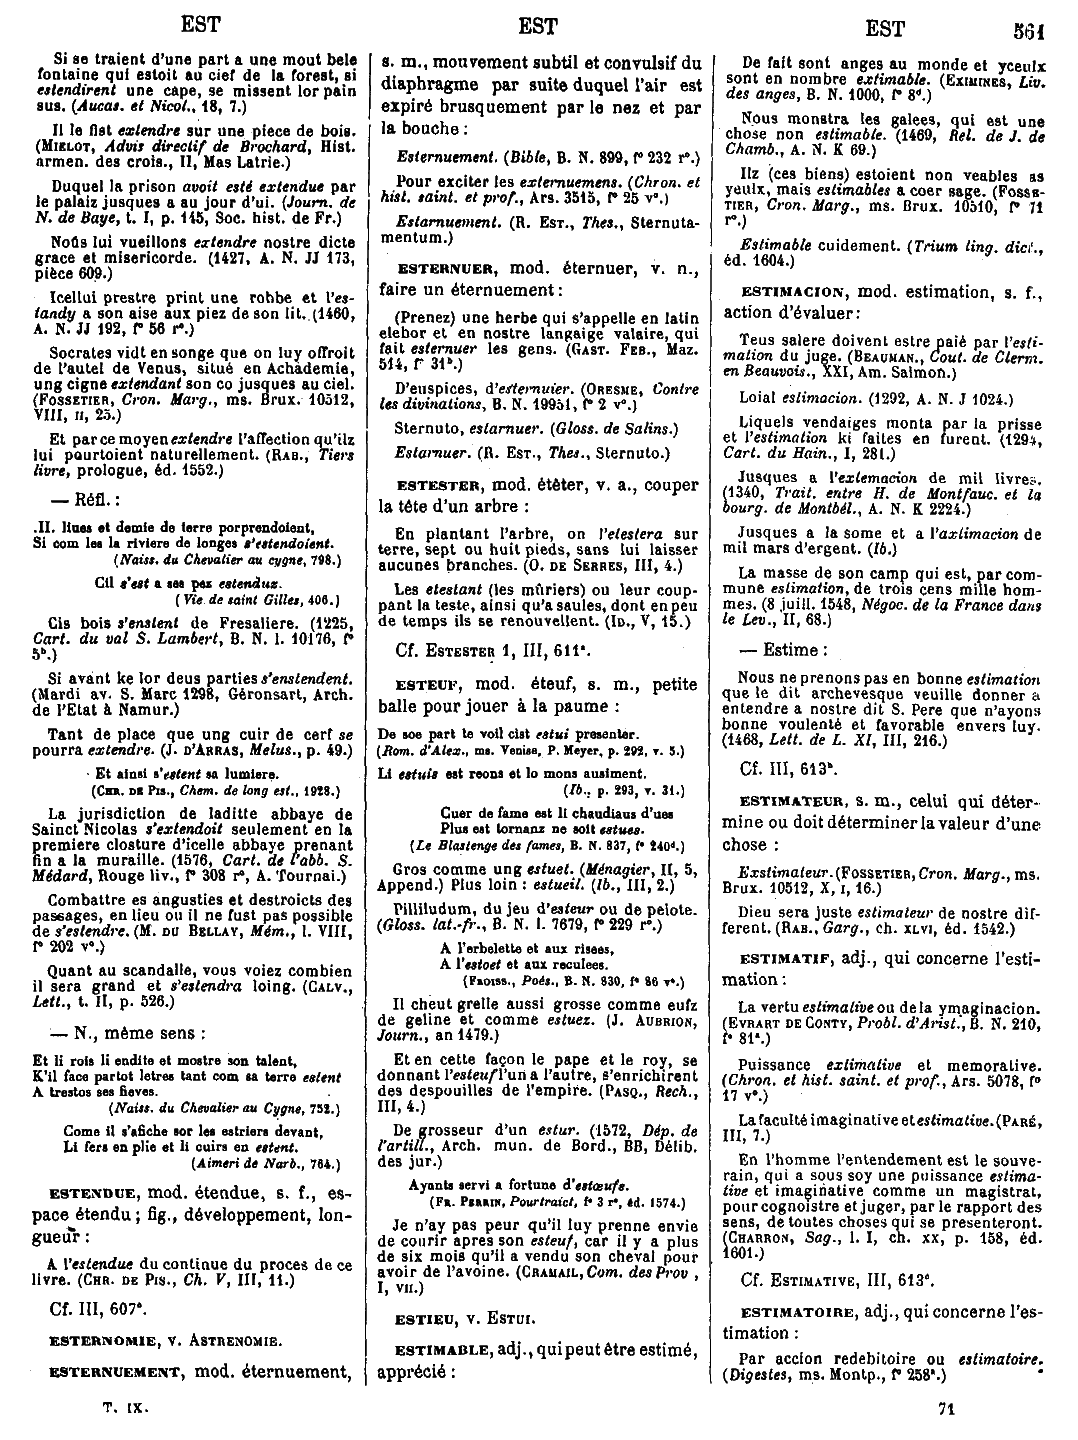 EST
EST
EST
561
Si se traient d'une part a une mout bele
fontaine qui estoit au cief de la forest, si
estendirent une cape, se missent lor pain
sus. (Aucas. et Nicol., 18, 7.)
Il le fist extendre sur une piece de bois.
(MIELOT, Advis directif de Brochard, Hist.
armen. des crois., II, Mas Latrie.)
Duquel la prison avoit esté extendue par
le palaiz jusques a au jour d'ui. (Journ. de
N. de Baye, t. I, p. 115, Soc. hist. de Fr.)
Nous lui vueillons extendre nostre dicte
grace et misericorde. (1427, A. N. JJ 173,
pièce 609.)
Icellui prestre print une robbe et l'es-
tandy a son aise aux piez de son lit. (1460,
A. N. JJ 192, f° 56 r°.)
Socrates vidt en songe que on luy offroit
de l'autel de Venus, situé en Achademie,
ung cigne extendant son co jusques au ciel.
(FOSSETIER, Cron. Marg., ms. Brux. 10512,
VIII, II, 25.)
Et par ce moyen extendre l'affection qu'ilz
lui pourtoient naturellement. (RAB., Tiers
livre, prologue, éd. 1552.)
— Réfl. :
.II. liues et demie de terre porprendoient,
Si com les la riviere de longes s'estendoient.
(Naiss. du Chevalier au cygne, 798.)
Cil s'est a ses pez estenduz.
(Vie de saint Gilles, 406.)
Cis bois s'enstent de Fresaliere. (1225,
Cart. du val S. Lambert, B. N. l. 10176, f°
5ᵇ.)
Si avant ke lor deus parties s'enstendent.
(Mardi av. S. Marc 1298, Géronsart, Arch.
de l'Etat à Namur.)
Tant de place que ung cuir de cerf se
pourra extendre. (J. D'ARRAS, Melus., p. 49.)
Et ainsi s'estent sa lumiere.
(CHR. DE PIS., Chem. de long est., 1928.)
La jurisdiction de laditte abbaye de
Sainct Nicolas s'extendoit seulement en la
premiere closture d'icelle abbaye prenant
fin a la muraille. (1576, Cart. de l'abb. S.
Médard, Rouge liv., f° 308 r°, A. Tournai.)
Combattre es angusties et destroicts des
passages, en lieu ou il ne fust pas possible
de s'estendre. (M. DU BELLAY, Mém., l. VIII,
f° 202 v°.)
Quant au scandalle, vous voiez combien
il sera grand et s'eslendra loing. (CALV.,
Lett., t. II, p. 526.)
— N., même sens :
Et li rois li endite et mostre son talent,
K'il face partot letres tant com sa terre estent
A trestos ses fieves.
(Naiss. du Chevalier au Cygne, 752.)
Come il s'afiche sor les estriers devant,
Li fers en plie et li cuirs en estent.
(Aimeri de Narb., 764.)
ESTENDUE, mod. étendue, s. f., es-
pace étendu ; fig., développement, lon-
gueur :
A l'estendue du continue du proces de ce
livre. (CHR. DE PIS., Ch. V, III, 11.)
Cf. III, 607ᵃ.
ESTERNOMIE, v. ASTRENOMIE.
ESTERNUEMENT, mod. éternuement,
T. IX.
s. m., mouvement subtil et convulsif du
diaphragme par suite duquel l'air est
expiré brusquement par le nez et par
la bouche :
Esternuement. (Bible, B. N. 899, f° 232 r°.)
Pour exciter les externuemens. (Chron. et
hist. saint. et prof., Ars. 3515, f° 25 v°.)
Estarnuement. (R. EST., Thes., Sternuta-
mentum.)
ESTERNUER, mod. éternuer, v. n.,
faire un éternuement :
(Prenez) une herbe qui s'appelle en latin
elebor et en nostre langaige valaire, qui
fait esternuer les gens. (GAST. FEB., Maz.
514, f° 31ᵇ.)
D'euspices, d'esternuier. (ORESME, Contre
les divinations, B. N. 19951, f° 2 v°.)
Sternuto, estarnuer. (Gloss. de Salins.)
Estarnuer. (R. EST., Thes., Sternuto.)
ESTESTER, mod. étêter, v. a., couper
la tête d'un arbre :
En plantant l'arbre, on l'etestera sur
terre, sept ou huit pieds, sans lui laisser
aucunes branches. (O. DE SERRES, III, 4.)
Les etestant (les mûriers) ou leur coup-
pant la teste, ainsi qu'a saules, dont en peu
de temps ils se renouvellent. (ID., V, 15.)
Cf. ESTESTER 1, III, 611ᵃ.
ESTEUF, mod. éteuf, s. m., petite
balle pour jouer à la paume :
De soe part te voil cist estui presenter.
(Rom. d'Alex., ms. Venise, P. Meyer, p. 292, v. 5.)
Li estuis est reons et lo mons ausiment.
(Ib., p. 293, v. 31.)
Cuer de fame est li chaudiaus d'ues
Plus est tornanz ne soit estues.
(Le Blastenge des fames, B. N. 837, f° 240ᵈ.)
Gros comme ung estuet. (Ménagier, II, 5,
Append.) Plus loin : estueil. (Ib., III, 2.)
Pilliludum, du jeu d'esteur ou de pelote.
(Gloss. lat.-fr., B. N. l. 7679, f° 229 r°.)
A l'erbelette et aux risees,
A l'estoet et aux reculees.
(FROISS., Poés., B. N. 830, f° 86 v°.)
Il cheut grelle aussi grosse comme eufz
de geline et comme estuez. (J. AUBRION,
Journ., an 1479.)
Et en cette façon le pape et le roy, se
donnant l'esteuf l'un a l'autre, s'enrichirent
des despouilles de l'empire. (PASQ., Rech.,
III, 4.)
De grosseur d'un estur. (1572, Dép. de
l'artill., Arch. mun. de Bord., BB, Délib.
des jur.)
Ayants servi a fortune d'estœufs.
(FR. PERRIN, Pourtraict, f° 3 r°, éd. 1574.)
Je n'ay pas peur qu'il luy prenne envie
de courir apres son esteuf, car il y a plus
de six mois qu'il a vendu son cheval pour
avoir de l'avoine. (CRAMAIL, Com. des Prov ,
I, VII.)
ESTIEU, v. ESTUI.
ESTIMABLE, adj., qui peut être estimé,
apprécié :
De fait sont anges au monde et yceulx
sont en nombre extimable. (EXIMINES, Liv.
des anges, B. N. 1000, f° 8ᵈ.)
Nous monstra les galees, qui est une
chose non estimable. (1469, Rel. de J. de
Chamb., A. N. K 69.)
Ilz (ces biens) estoient non veables as
yeulx, mais estimables a coer sage. (FOSSE-
TIER, Cron. Marg., ms. Brux. 10510, f° 71
r°.)
Estimable cuidement. (Trium ling. dict.,
éd. 1604.)
ESTIMACION, mod. estimation, s. f.,
action d'évaluer :
Teus salere doivent estre paié par l'esti-
mation du juge. (BEAUMAN., Cout. de Clerm.
en Beauvois., XXI, Am. Salmon.)
Loial estimacion. (1292, A. N. J 1024.)
Liquels vendaiges monta par la prisse
et l'estimation ki faites en furent. (1294,
Cart. du Hain., I, 281.)
Jusques a l'extemacion de mil livres.
(1340, Trait. entre H. de Montfauc. et la
bourg. de Montbél., A. N. K 2224.)
Jusques a la some et a l'aximacion de
mil mars d'ergent. (Ib.)
La masse de son camp qui est, par com-
mune estimation, de trois cens mille hom-
mes. (8 juill. 1548, Négoc. de la France dans
le Lev., II, 68.)
— Estime :
Nous ne prenons pas en bonne estimation
que le dit archevesque veuille donner a
entendre a nostre dit S. Pere que n'ayons
bonne voulenté et favorable envers luy.
(1468, Lett. de L. XI, III, 216.)
Cf. III, 613ᵇ.
ESTIMATEUR, s. m., celui qui déter-
mine ou doit déterminer la valeur d'une
chose :
Exstimateur. (FOSSETIER, Cron. Marg., ms.
Brux. 10512, X, I, 16.)
Dieu sera juste estimateur de nostre dif-
ferent. (RAB., Garg., ch. XLVI, éd. 1542.)
ESTIMATIF, adj., qui concerne l'esti-
mation :
La vertu estimative ou de la ymaginacion.
(EVRART DE CONTY, Probl. d'Arist., B. N. 210,
f° 81ᵃ.)
Puissance extimative et memorative.
(Chron. et hist. saint. et prof., Ars. 5078, f°
17 v°.)
La faculté imaginative et estimative. (PARÉ,
III, 7.)
En l'homme l'entendement est le souve-
rain, qui a sous soy une puissance estima-
tive et imaginative comme un magistrat,
pour cognoistre et juger, par le rapport des
sens, de toutes choses qui se presenteront.
(CHARRON, Sag., l. I, ch. XX, p. 158, éd.
1601.)
Cf. ESTIMATIVE, III, 613ᶜ.
ESTIMATOIRE, adj., qui concerne l'es-
timation :
Par accion redebitoire ou estimatoire.
(Digestes, ms. Montp., f° 258ᵃ.)
71